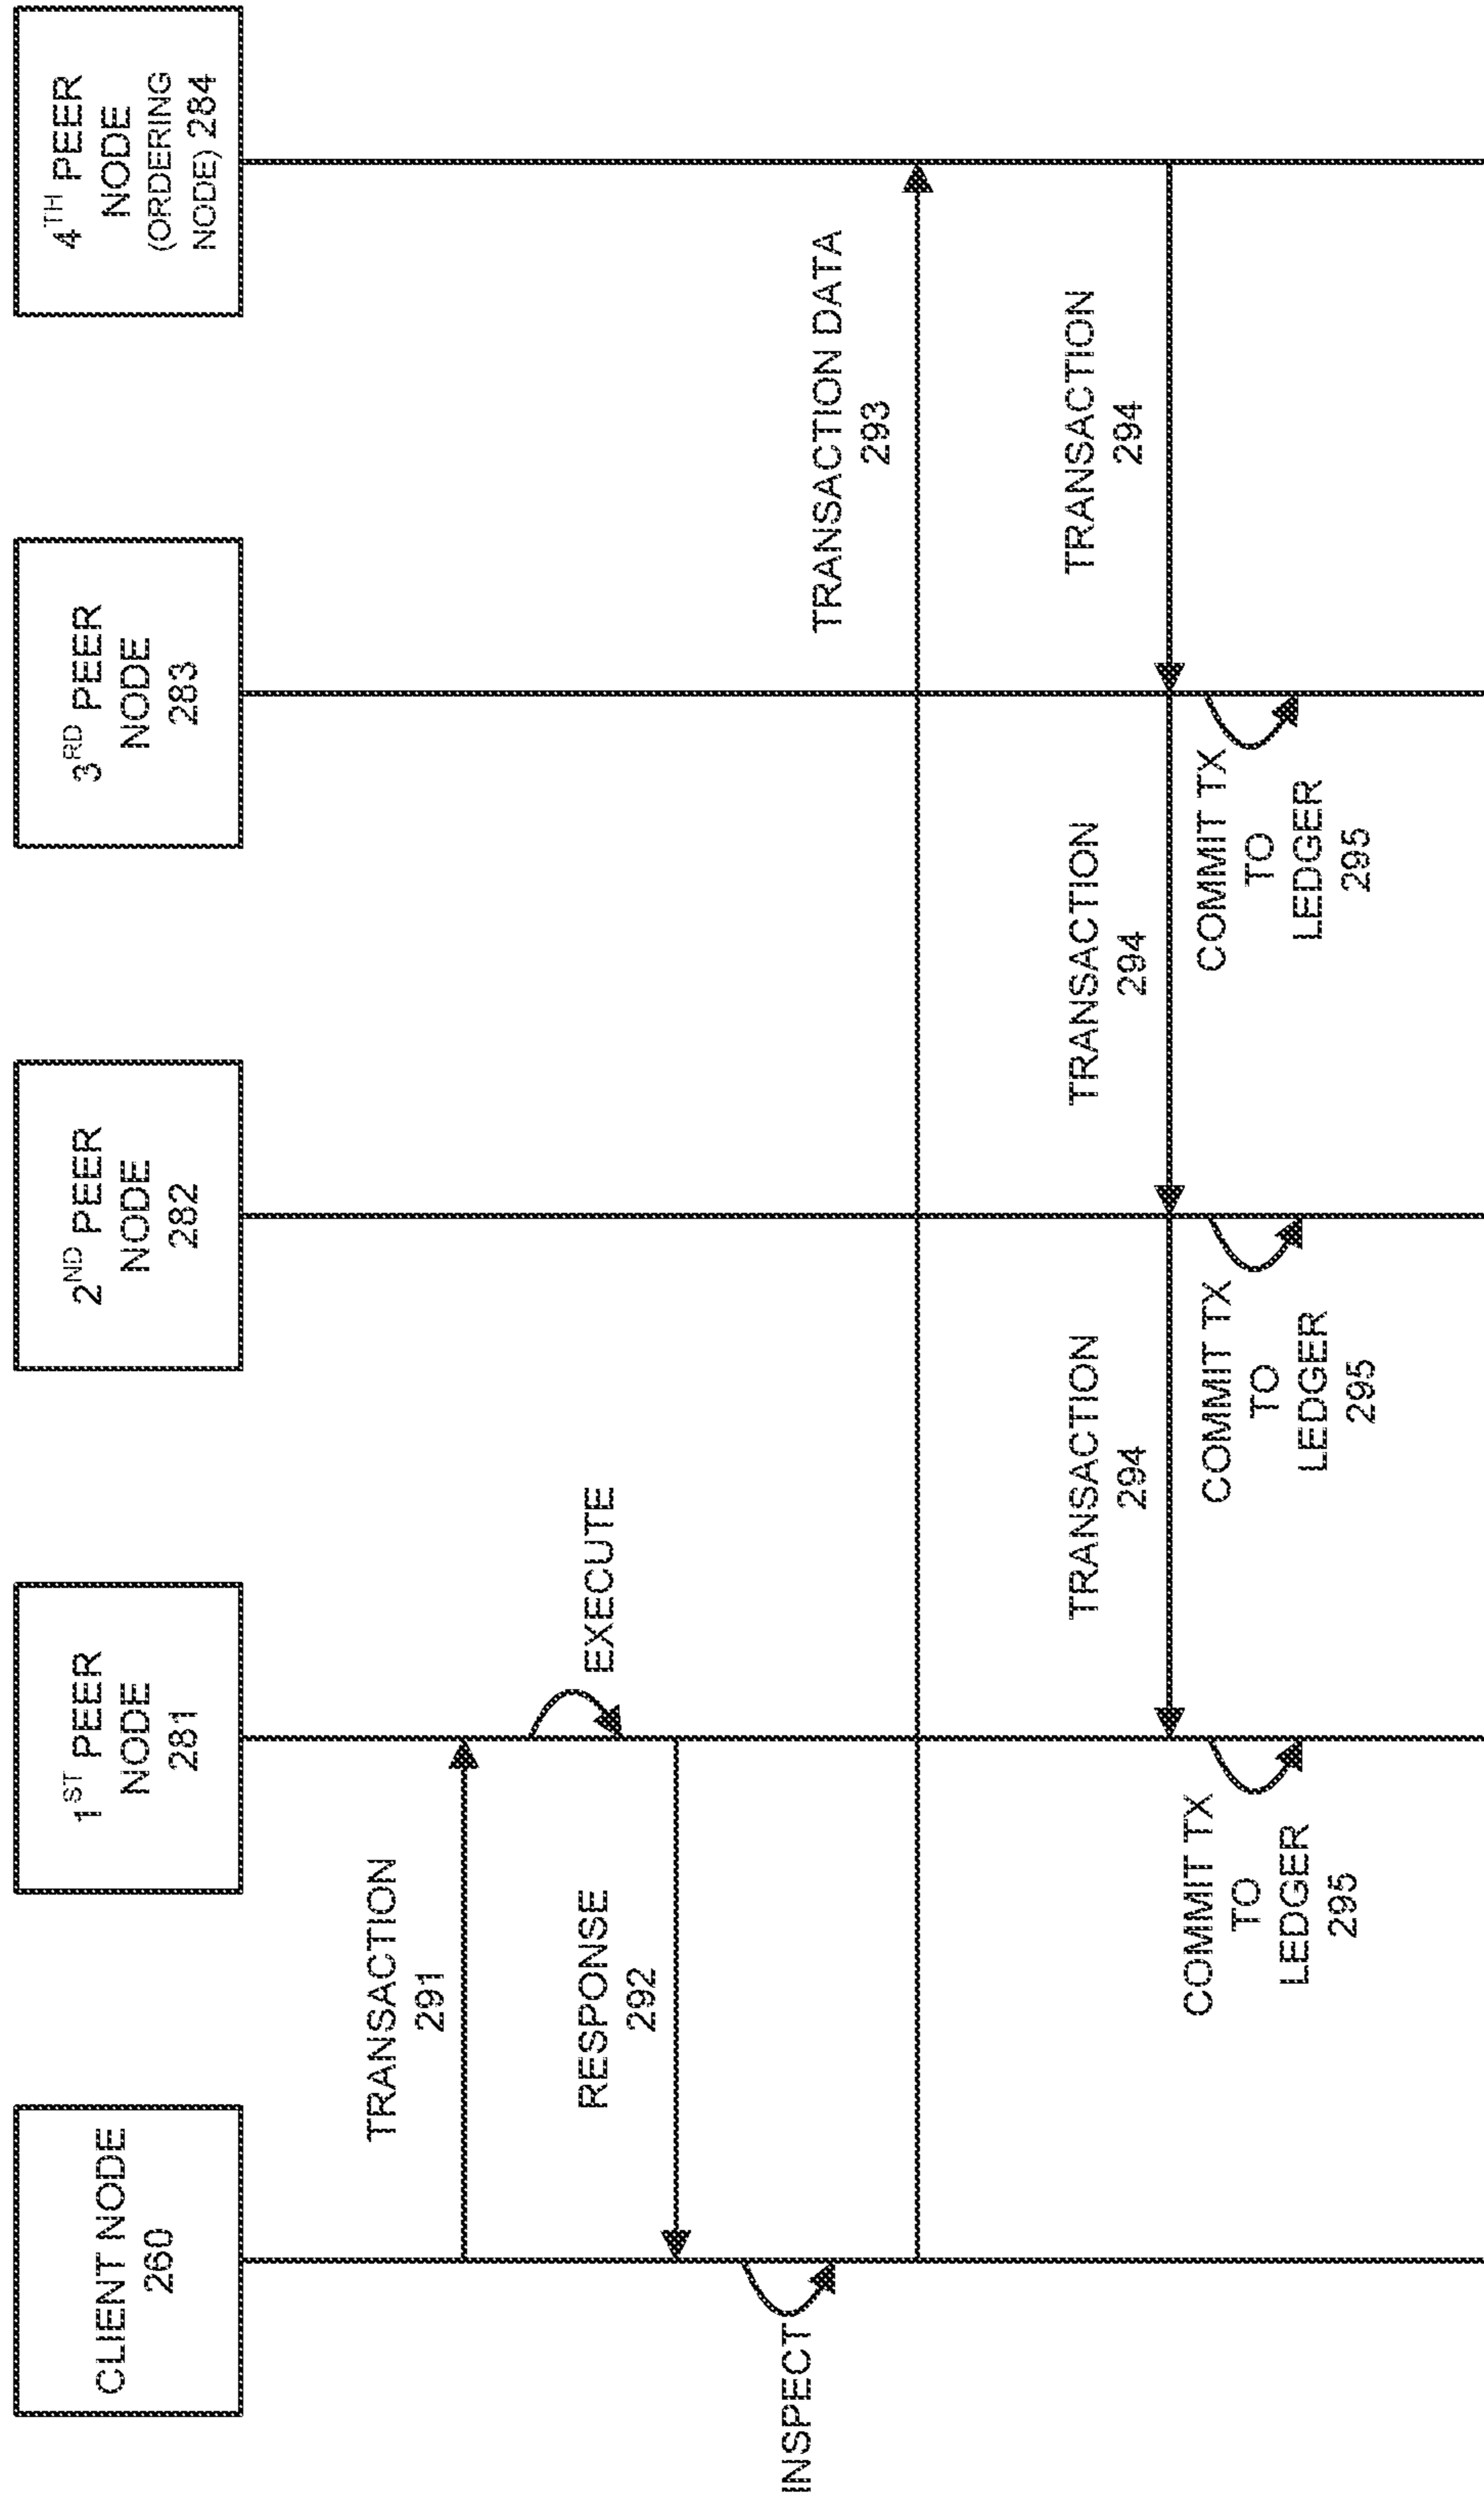 CLIENT NODE
260
1ST PEER
NODE
281
2ND PEER
NODE
282
3RD PEER
NODE
283
4TH PEER
NODE
(ORDERING
NODE) 284
TRANSACTION
291
EXECUTE
RESPONSE
292
INSPECT
TRANSACTION DATA
293
TRANSACTION
294
TRANSACTION
294
TRANSACTION
294
COMMIT TX
TO
LEDGER
295
COMMIT TX
TO
LEDGER
295
COMMIT TX
TO
LEDGER
295